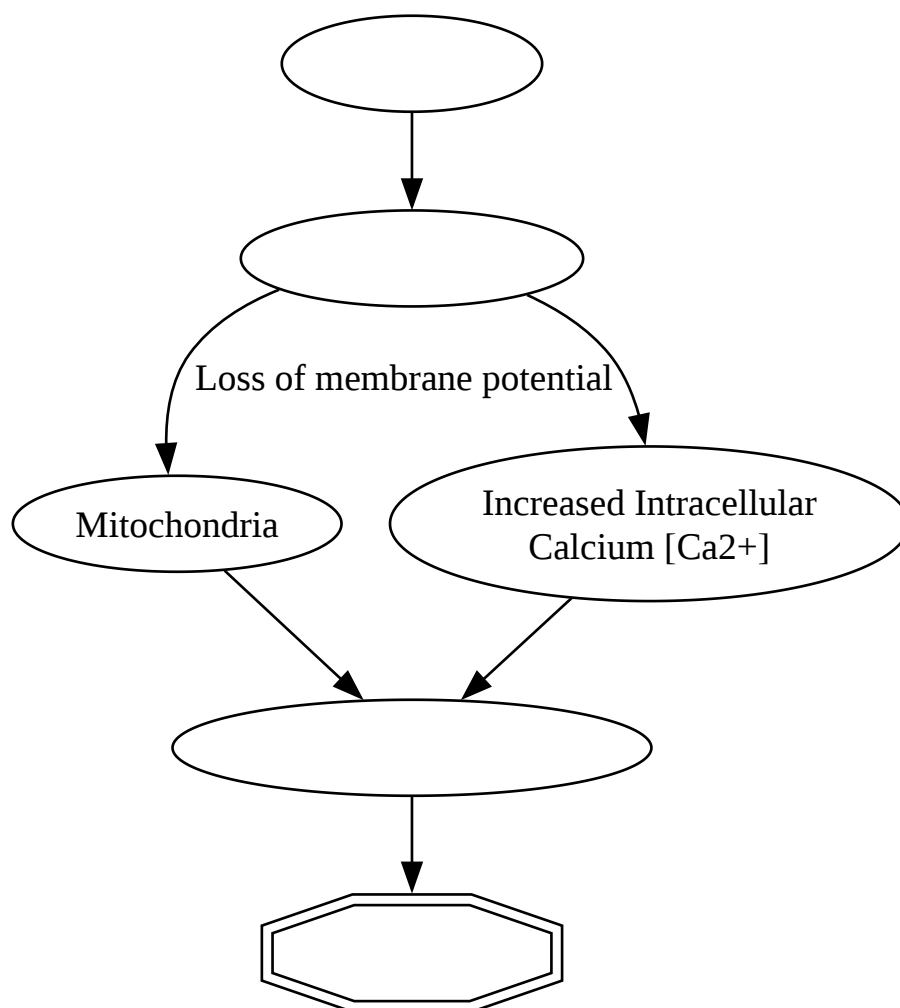 Loss of membrane potential
Mitochondria
Increased Intracellular
Calcium [Ca2+]